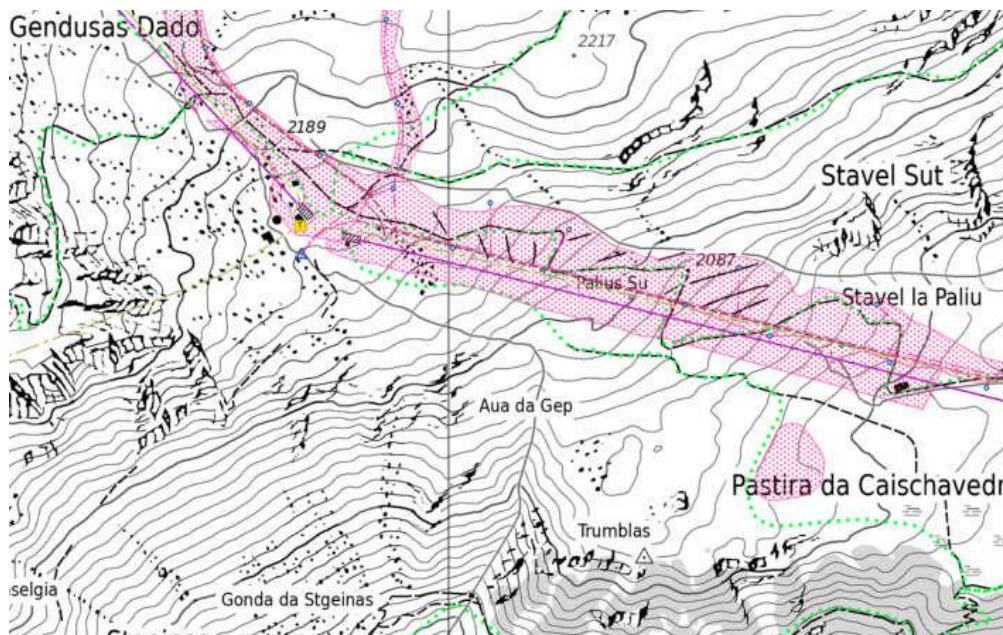 Gendusas Dado
2217
2189
Stavel Sut
2087
Palius Su
Stavel la Paliu
Aua da Gep
Pastira da Caischavedr
Trumblas
selgia
Gonda da Stgeinas